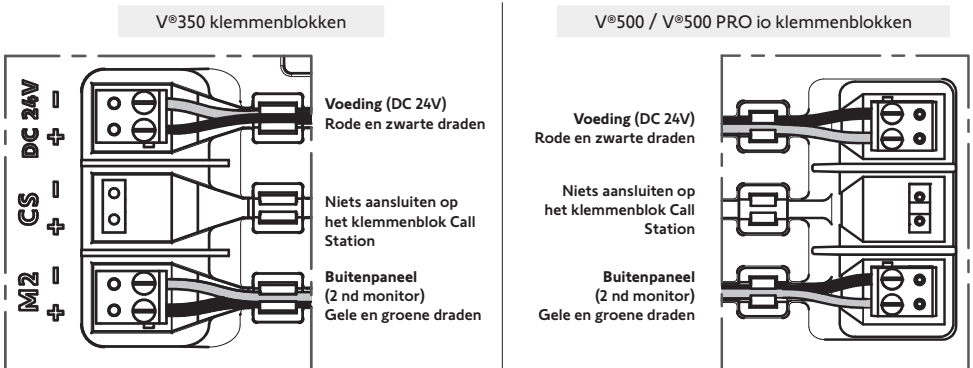 V®350 klemmenblokken
DC 24V
- +
Voeding (DC 24V)
Rode en zwarte draden
CS
- +
Niets aansluiten op
het klemmenblok Call
Station
M2
- +
Buitenpaneel
(2 nd monitor)
Gele en groene draden
V®500 / V®500 PRO io klemmenblokken
Voeding (DC 24V)
Rode en zwarte draden
Niets aansluiten op
het klemmenblok Call
Station
Buitenpaneel
(2 nd monitor)
Gele en groene draden